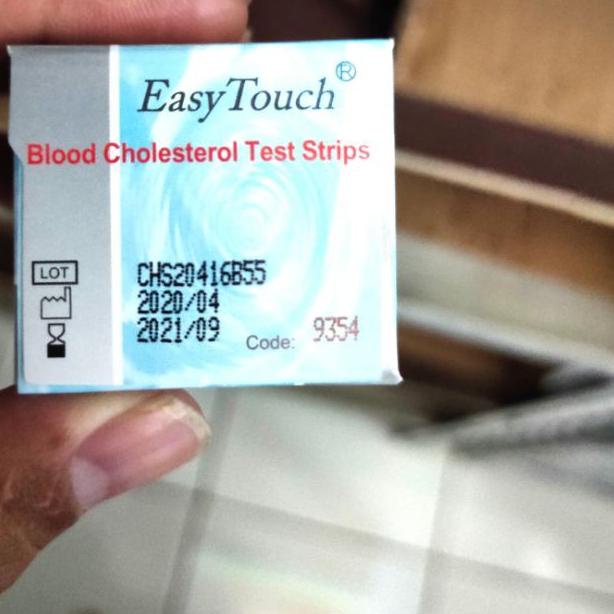 EasyTouch®
Blood Cholesterol Test Strips
LOT CHS20416B55
2020/04
2021/09
Code: 9354